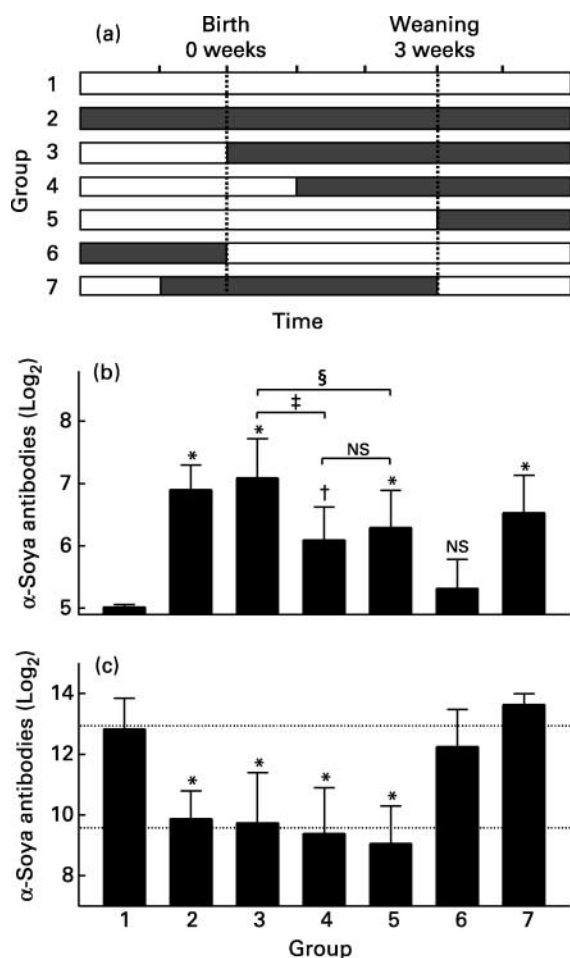 (a)
Birth
0 weeks
Weaning
3 weeks
Group
1
2
3
4
5
6
7
Time
(b)
α-Soya antibodies (Log₂)
8
7
6
5
*
*
§
‡
†
NS
*
NS
*
(c)
α-Soya antibodies (Log₂)
14
12
10
8
*
*
*
*
1 2 3 4 5 6 7
Group